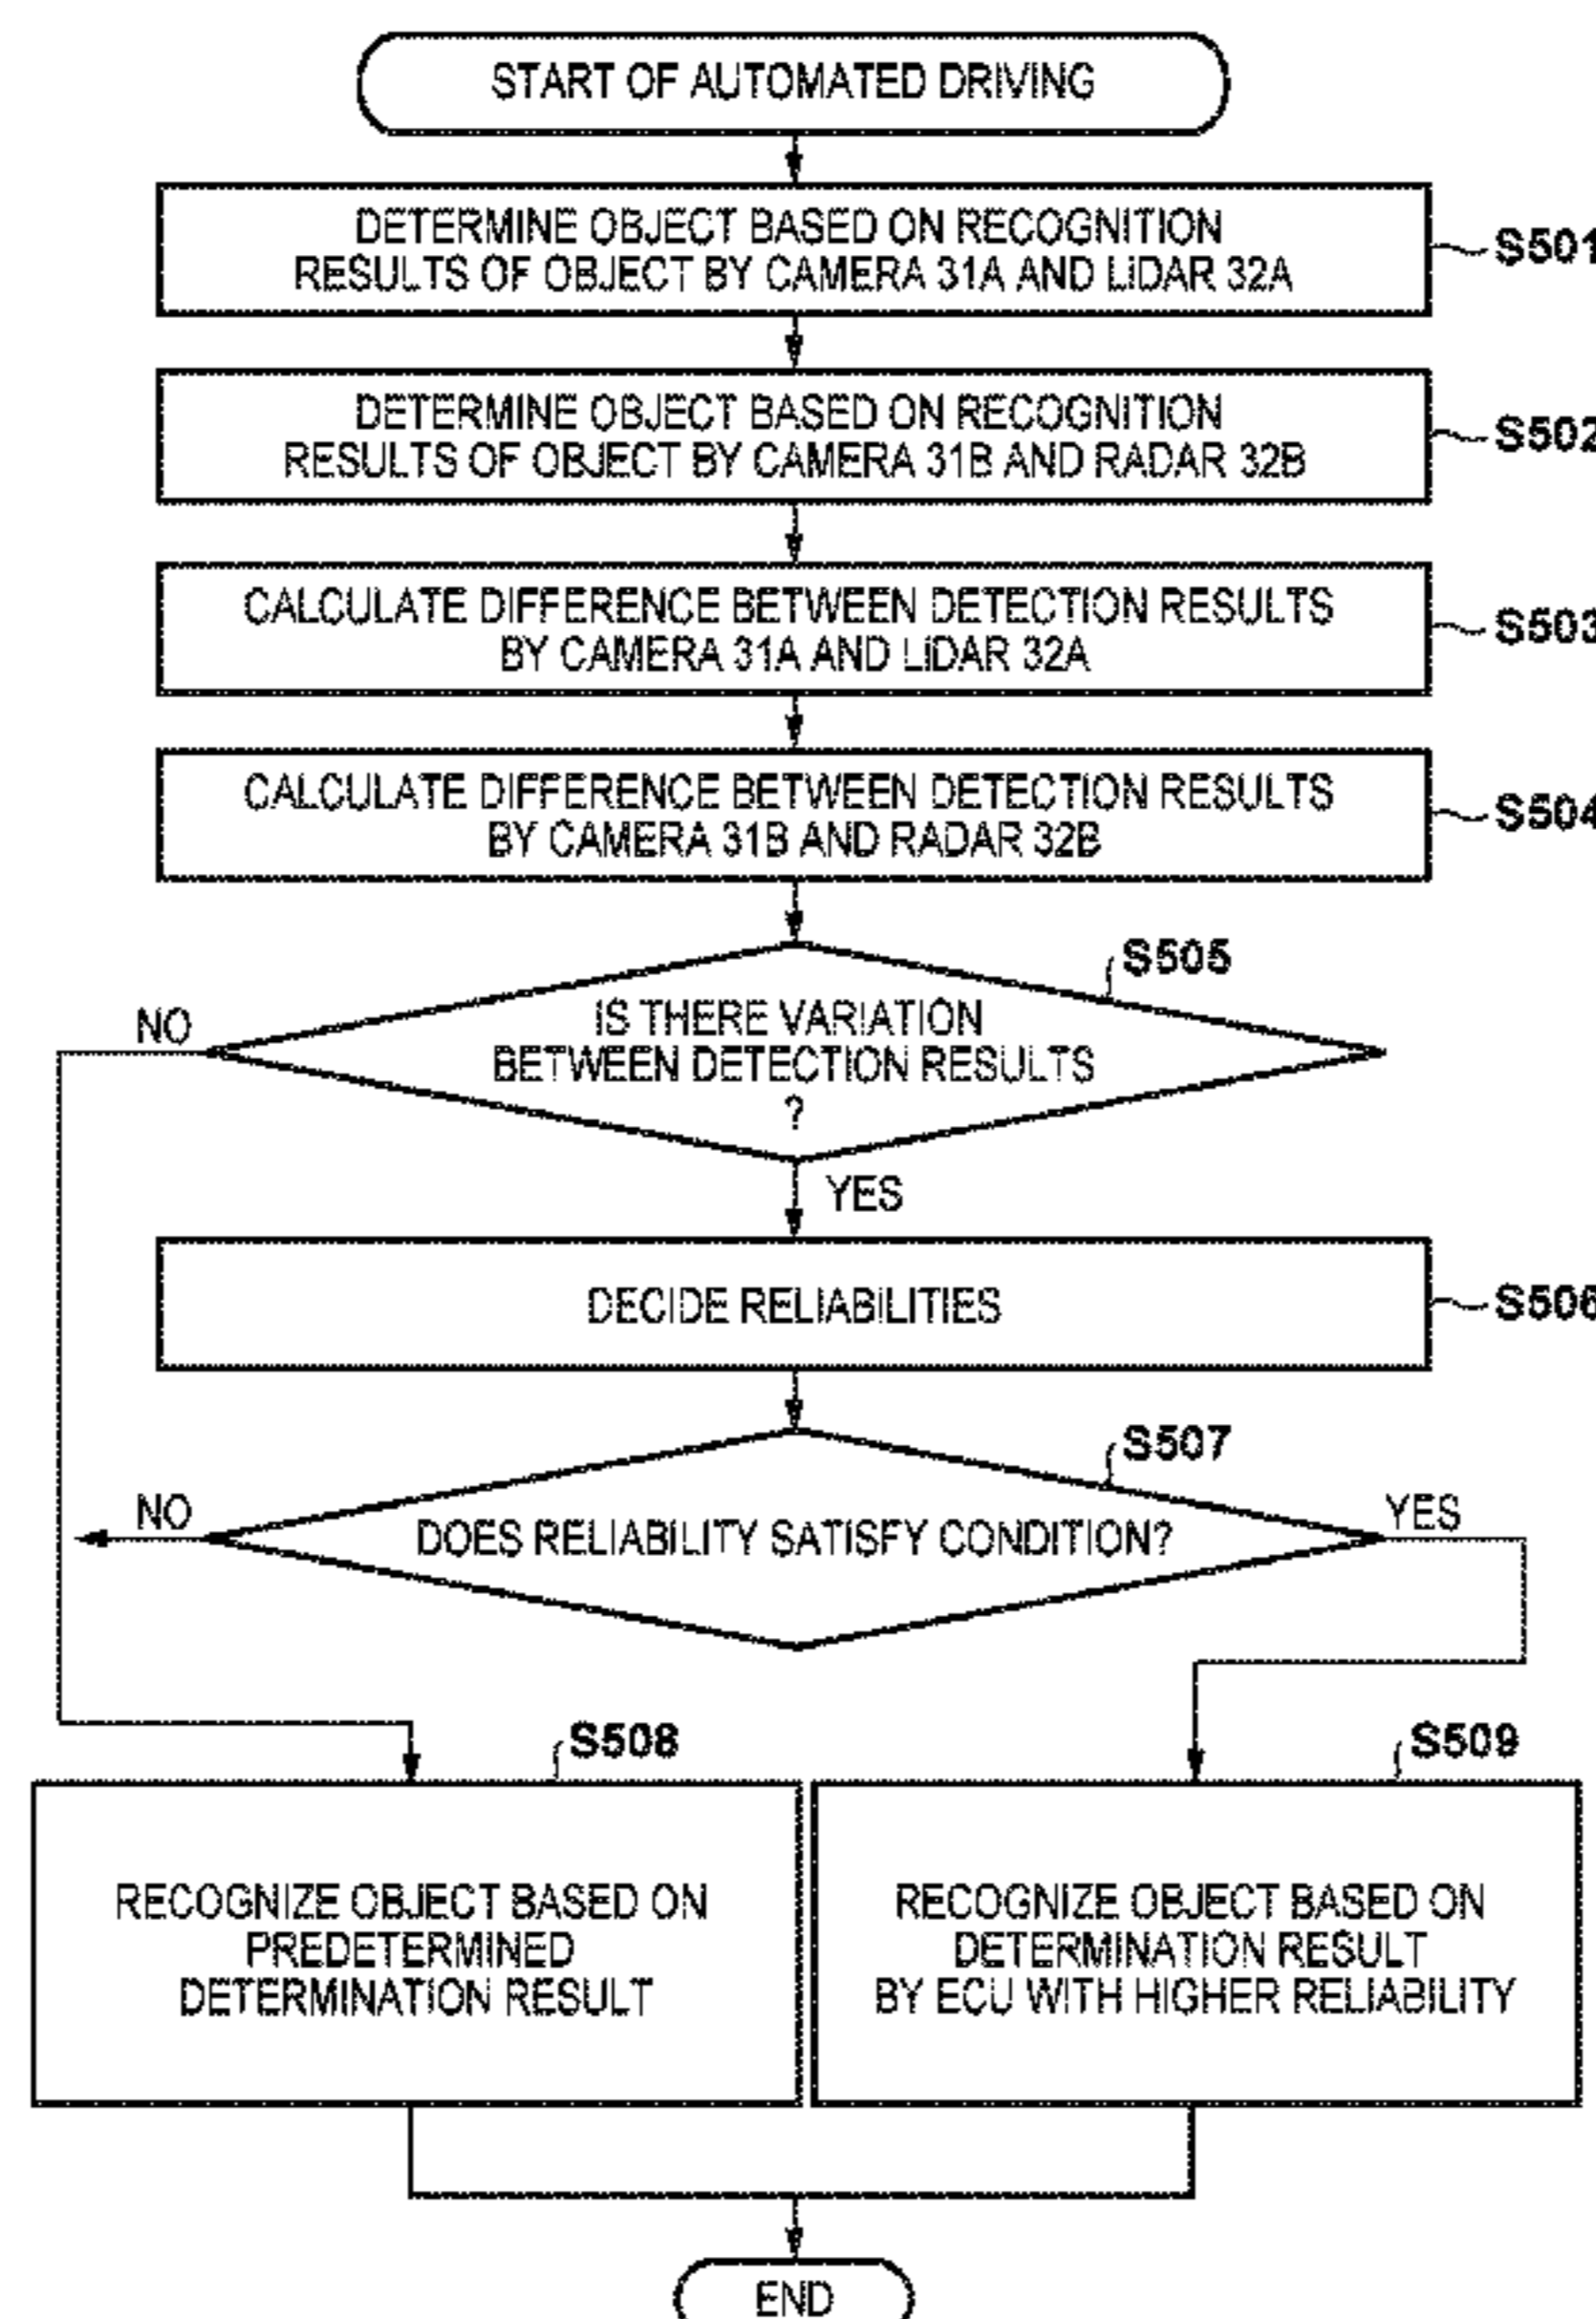 START OF AUTOMATED DRIVING
DETERMINE OBJECT BASED ON RECOGNITION
RESULTS OF OBJECT BY CAMERA 31A AND LiDAR 32A
S501
DETERMINE OBJECT BASED ON RECOGNITION
RESULTS OF OBJECT BY CAMERA 31B AND RADAR 32B
S502
CALCULATE DIFFERENCE BETWEEN DETECTION RESULTS
BY CAMERA 31A AND LiDAR 32A
S503
CALCULATE DIFFERENCE BETWEEN DETECTION RESULTS
BY CAMERA 31B AND RADAR 32B
S504
S505
NO
IS THERE VARIATION
BETWEEN DETECTION RESULTS
?
YES
DECIDE RELIABILITIES
S506
S507
NO
DOES RELIABILITY SATISFY CONDITION?
YES
S508
S509
RECOGNIZE OBJECT BASED ON
PREDETERMINED
DETERMINATION RESULT
RECOGNIZE OBJECT BASED ON
DETERMINATION RESULT
BY ECU WITH HIGHER RELIABILITY
END